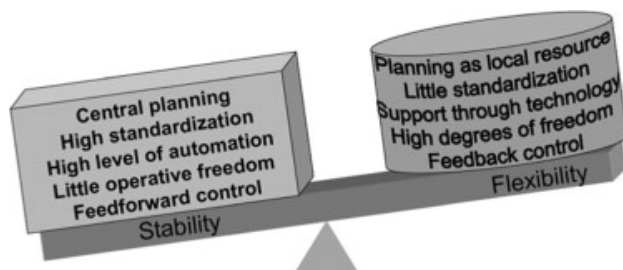 Central planning
High standardization
High level of automation
Little operative freedom
Feedforward control
Stability
Planning as local resource
Little standardization
Support through technology
High degrees of freedom
Feedback control
Flexibility